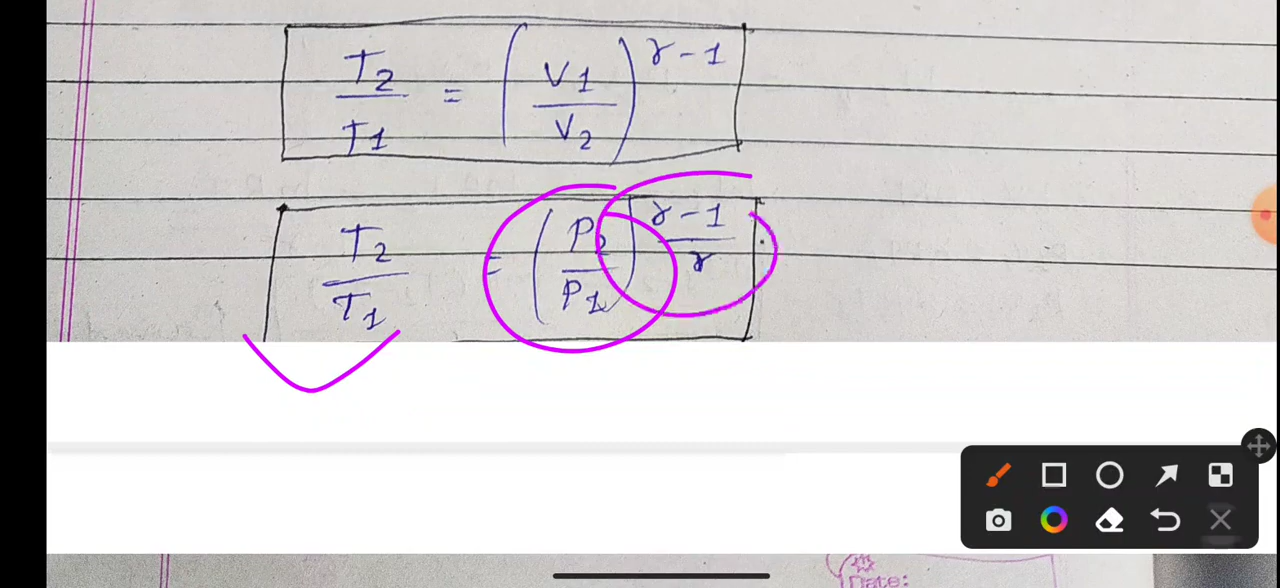 T2/T1 = (V1/V2)^γ-1
T2/T1 = (P2/P1)^γ-1/γ
Date: